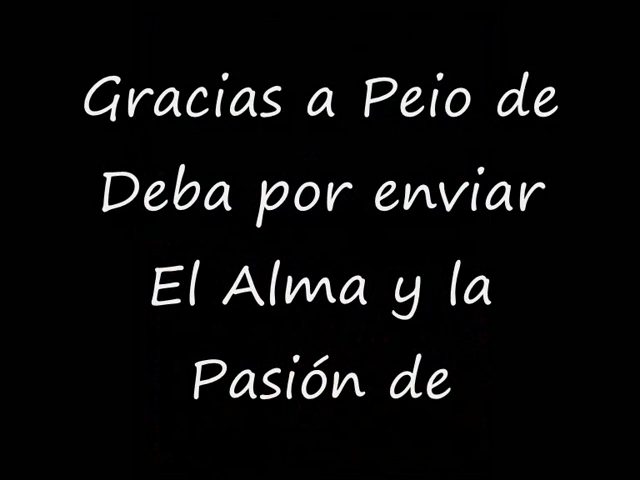 Gracias a Peio de
Deba por enviar
El Alma y la
Pasión de